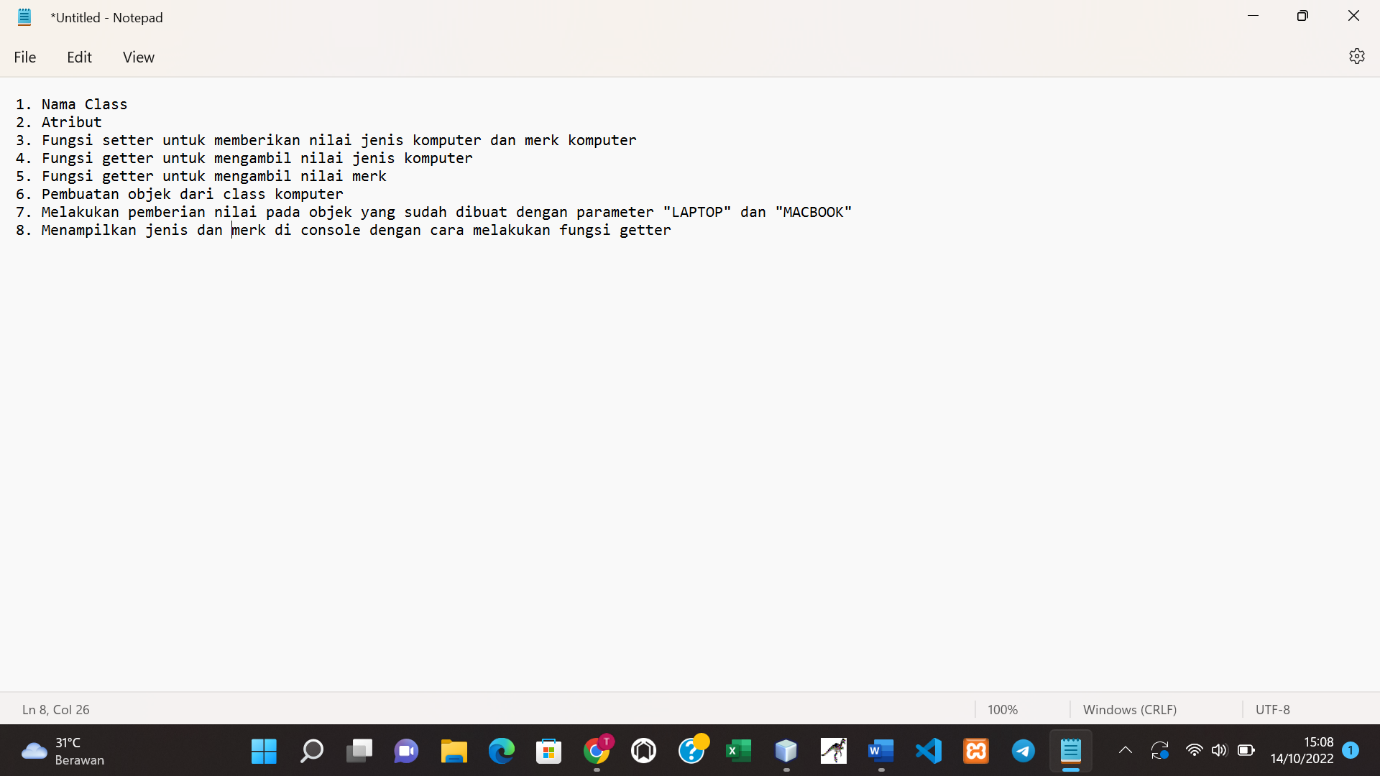 *Untitled - Notepad
File Edit View
1. Nama Class
2. Atribut
3. Fungsi setter untuk memberikan nilai jenis komputer dan merk komputer
4. Fungsi getter untuk mengambil nilai jenis komputer
5. Fungsi getter untuk mengambil nilai merk
6. Pembuatan objek dari class komputer
7. Melakukan pemberian nilai pada objek yang sudah dibuat dengan parameter "LAPTOP" dan "MACBOOK"
8. Menampilkan jenis dan merk di console dengan cara melakukan fungsi getter
Ln 8, Col 26 100% Windows (CRLF) UTF-8
31°C
Berawan
T
15:08
14/10/2022
1